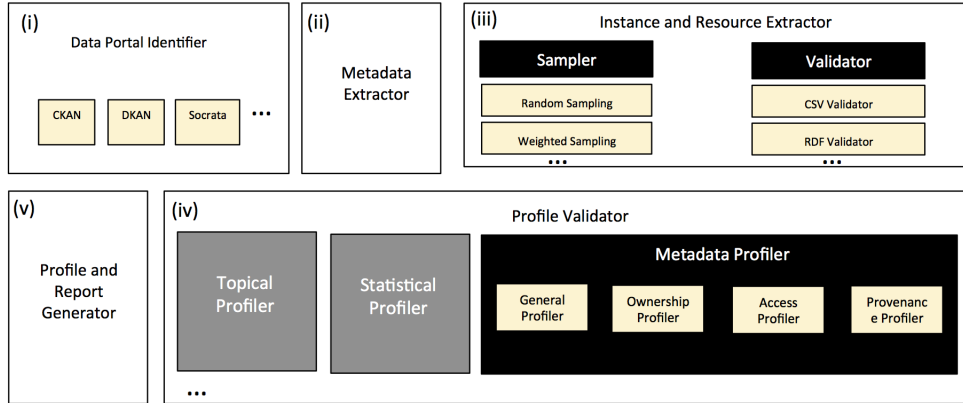 (i)
Data Portal Identifier
CKAN
DKAN
Socrata
...
(ii)
Metadata
Extractor
(iii)
Instance and Resource Extractor
Sampler
Random Sampling
Weighted Sampling
...
Validator
CSV Validator
RDF Validator
...
(v)
Profile and
Report
Generator
(iv)
Profile Validator
Topical
Profiler
Statistical
Profiler
Metadata Profiler
General
Profiler
Ownership
Profiler
Access
Profiler
Provenanc
e Profiler
...